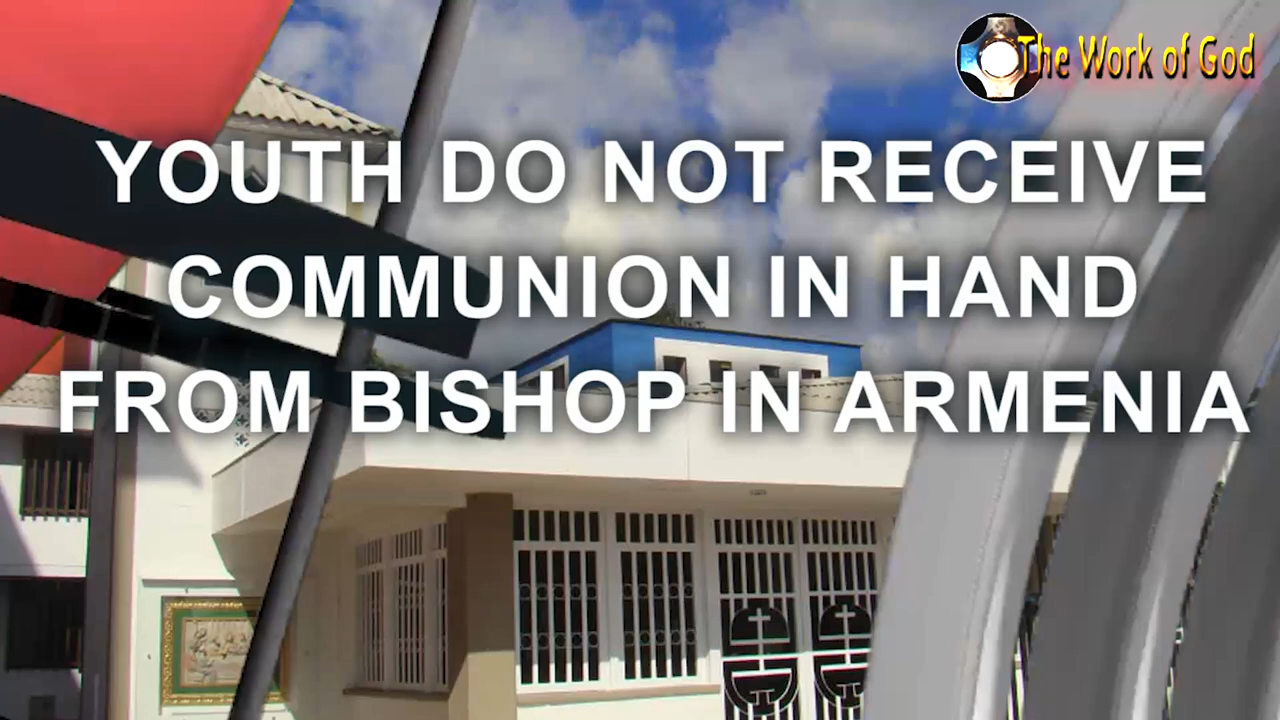 The Work of God
YOUTH DO NOT RECEIVE
COMMUNION IN HAND
FROM BISHOP IN ARMENIA